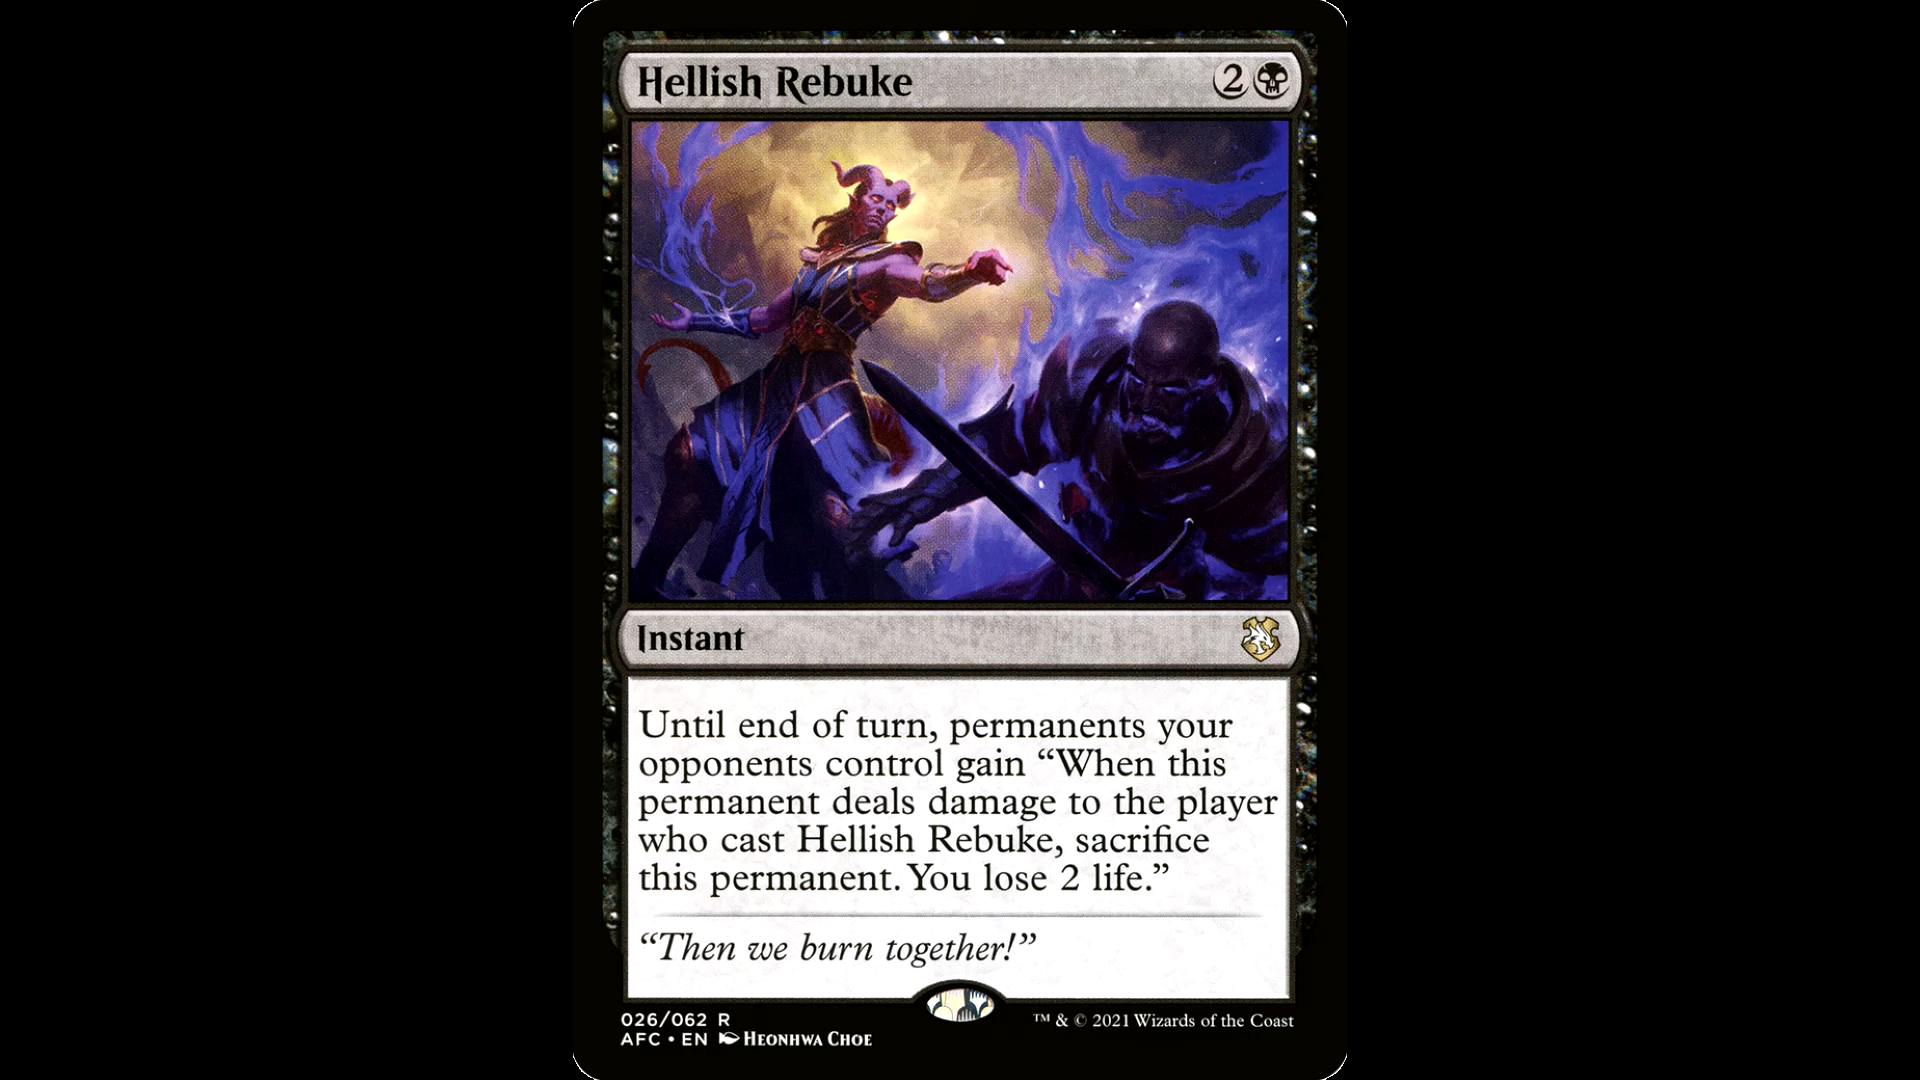 Hellish Rebuke 2
Instant
Until end of turn, permanents your
opponents control gain “When this
permanent deals damage to the player
who cast Hellish Rebuke, sacrifice
this permanent. You lose 2 life.”
“Then we burn together!”
026/062 R
AFC • EN Heonhwa Choe
™ & © 2021 Wizards of the Coast